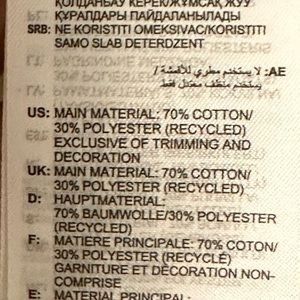 ҚОЛДАНБАУ КЕРЕК/ЖҰМСАҚ ЖУУ
ҚҰРАЛДАРЫ ПАЙДАЛАНЫЛАДЫ
SRB: NE KORISTITI OMEKSIVAC/KORISTITI
SAMO SLAB DETERDZENT
AE: لا يستخدم مطري للأقمشة /
يستخدم منظف معتدل فقط
US: MAIN MATERIAL: 70% COTTON/
30% POLYESTER (RECYCLED)
EXCLUSIVE OF TRIMMING AND
DECORATION
UK: MAIN MATERIAL: 70% COTTON/
30% POLYESTER (RECYCLED)
D: HAUPTMATERIAL:
70% BAUMWOLLE/30% POLYESTER
(RECYCLED)
F: MATIERE PRINCIPALE: 70% COTON/
30% POLYESTER (RECYCLÉ)
GARNITURE ET DÉCORATION NON-
COMPRISE
E: MATERIAL PRINCIPAL: